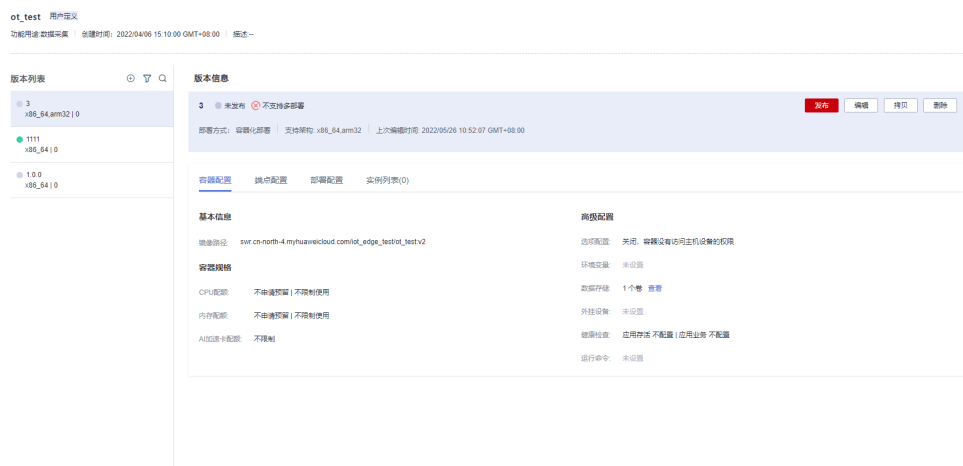 ot_test 用户定义
功能用途:数据采集 | 创建时间: 2022/04/06 15:10:00 GMT+08:00 | 描述:--
版本列表
3
x86_64,arm32 | 0
1111
x86_64 | 0
1.0.0
x86_64 | 0
版本信息
3 未发布 不支持多部署 发布 编辑 拷贝 删除
部署方式: 容器化部署 | 支持架构: x86_64,arm32 | 上次编辑时间: 2022/05/26 10:52:07 GMT+08:00
容器配置 端点配置 部署配置 实例列表(0)
基本信息
镜像路径: swr.cn-north-4.myhuaweicloud.com/iot_edge_test/ot_test:v2
容器规格
CPU配额: 不申请预留 | 不限制使用
内存配额: 不申请预留 | 不限制使用
AI加速卡配额: 不限制
高级配置
选项配置: 关闭, 容器没有访问主机设备的权限
环境变量: 未设置
数据存储: 1 个卷 查看
外挂设备: 未设置
健康检查: 应用存活 不配置 | 应用业务 不配置
运行命令: 未设置